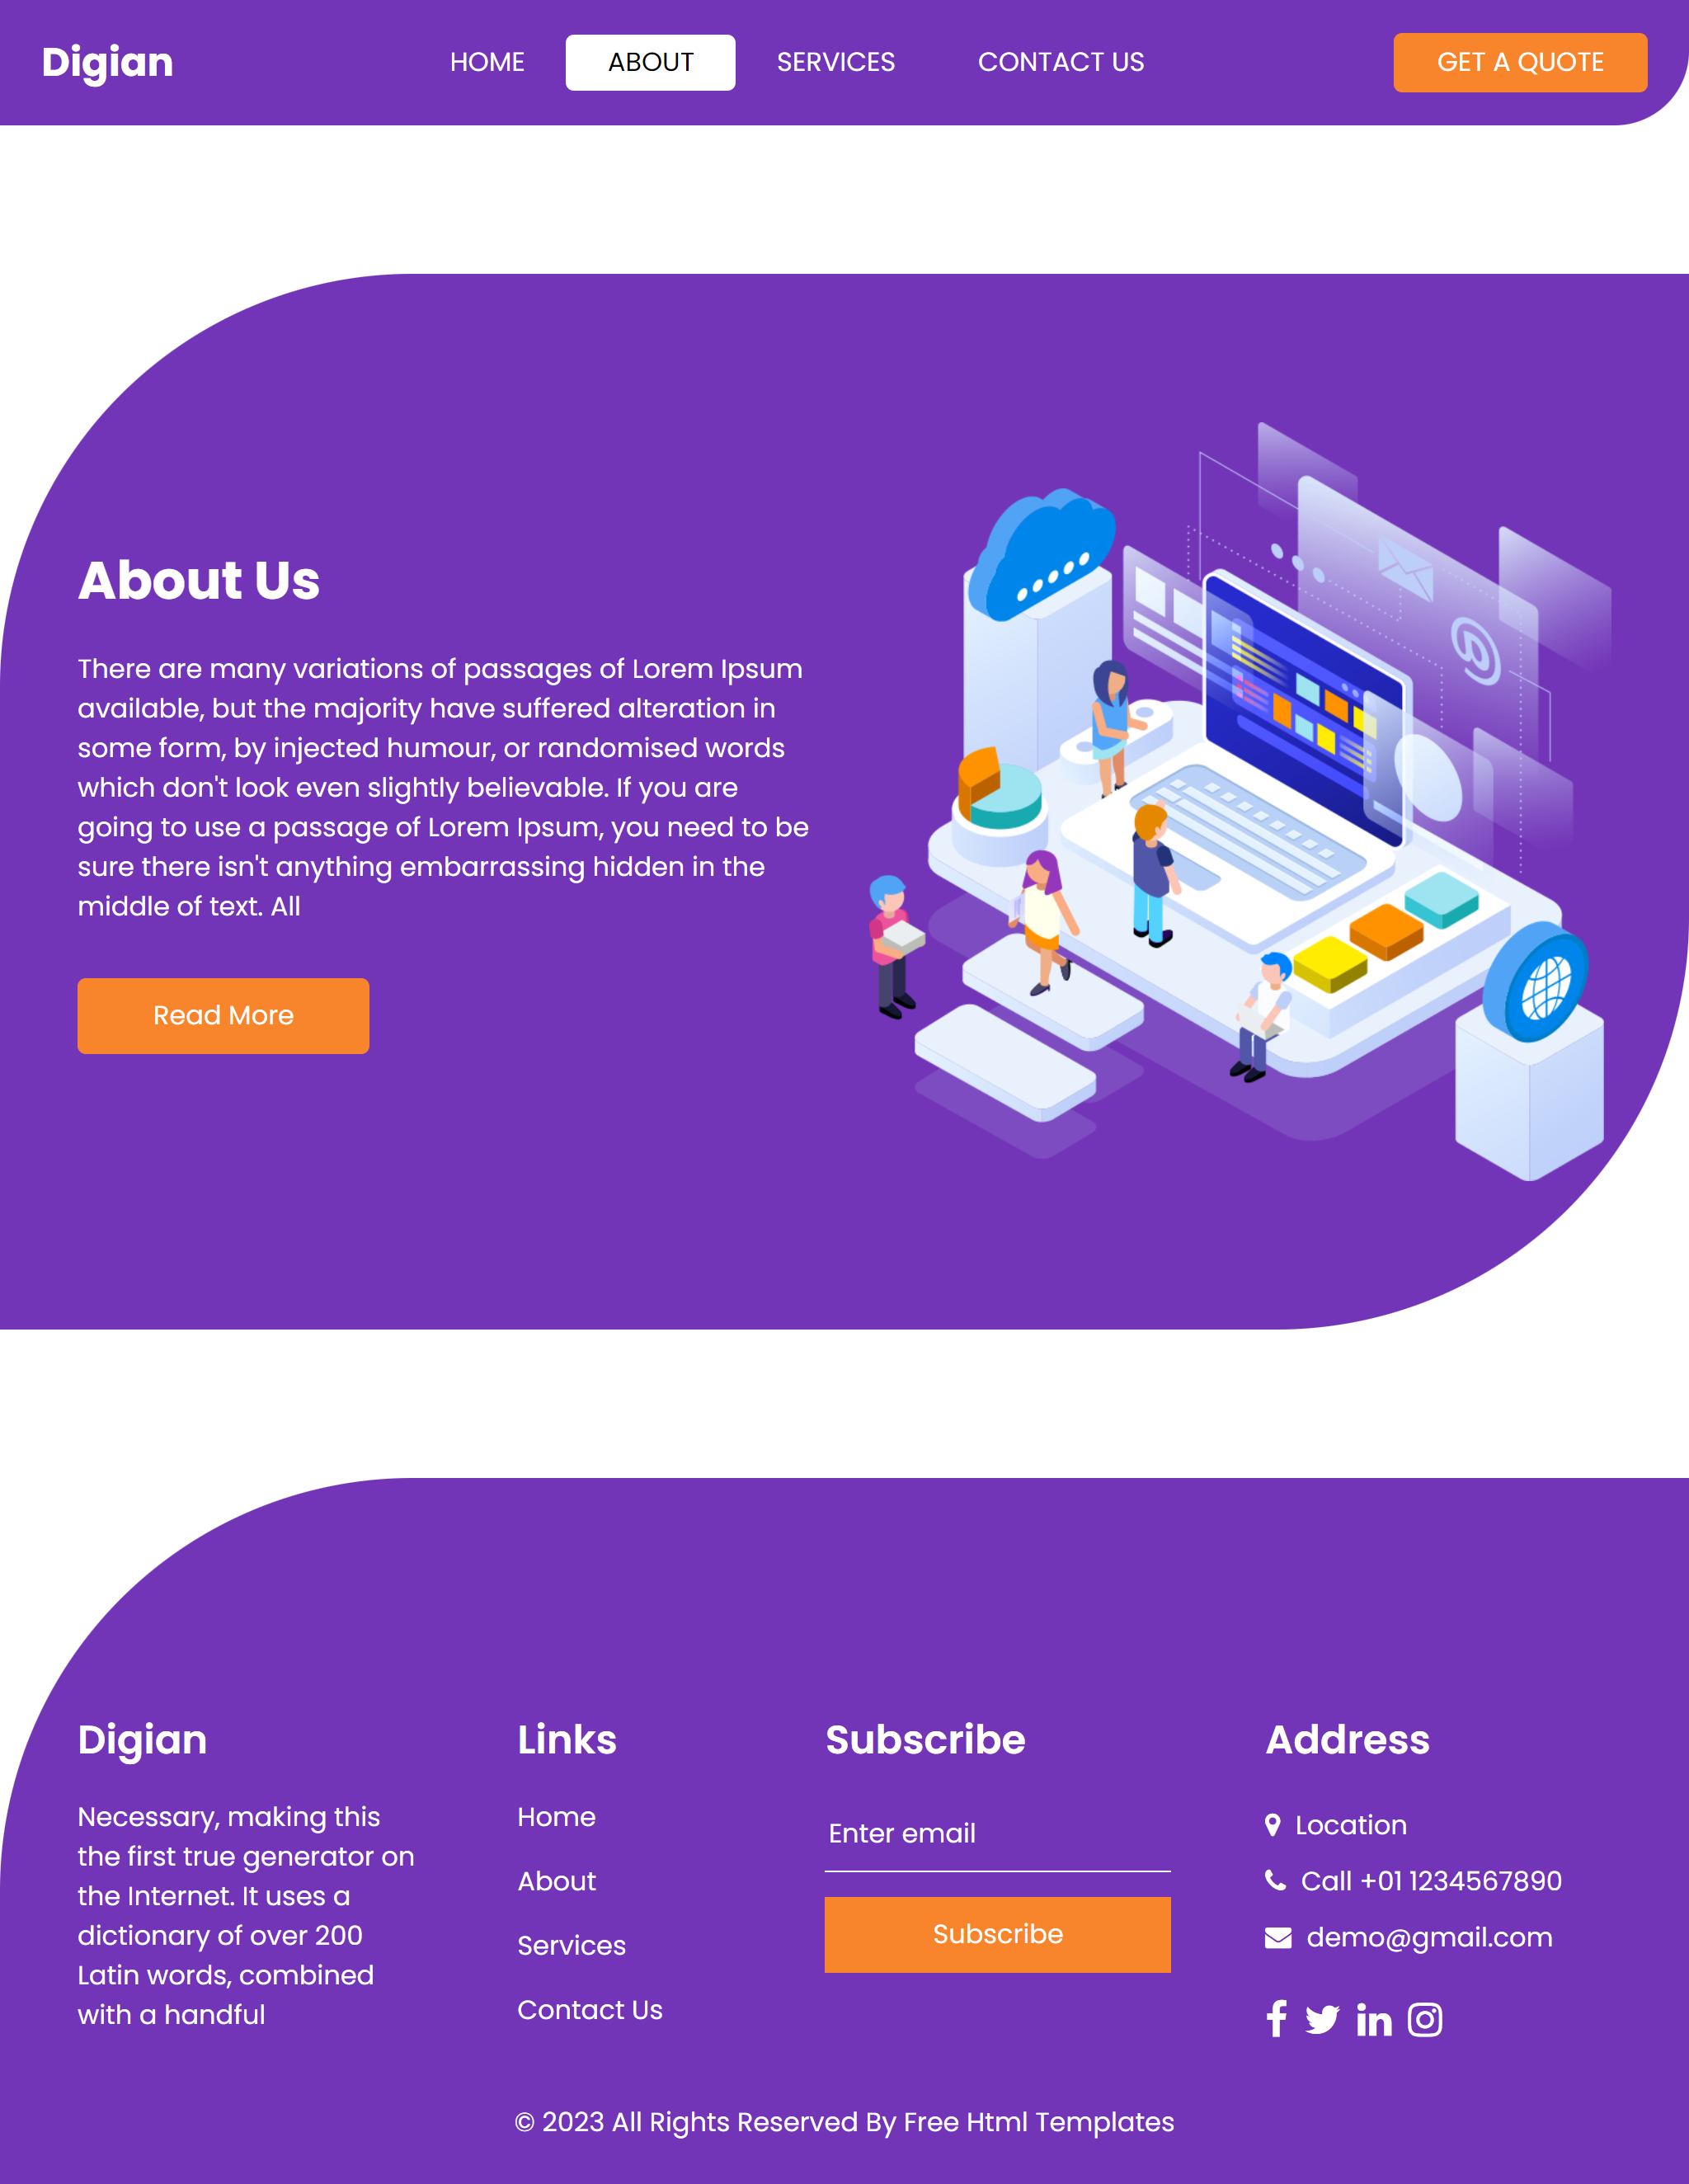 Digian
HOME
ABOUT
SERVICES
CONTACT US
GET A QUOTE
About Us
There are many variations of passages of Lorem Ipsum
available, but the majority have suffered alteration in
some form, by injected humour, or randomised words
which don't look even slightly believable. If you are
going to use a passage of Lorem Ipsum, you need to be
sure there isn't anything embarrassing hidden in the
middle of text. All
Read More
@
Digian
Necessary, making this
the first true generator on
the Internet. It uses a
dictionary of over 200
Latin words, combined
with a handful
Links
Home
About
Services
Contact Us
Subscribe
Enter email
Subscribe
Address
Location
Call +01 1234567890
demo@gmail.com
© 2023 All Rights Reserved By Free Html Templates